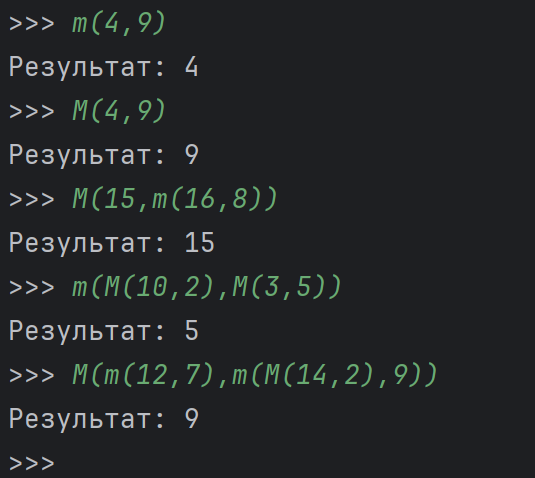 >>> m(4,9)
Результат: 4
>>> M(4,9)
Результат: 9
>>> M(15,m(16,8))
Результат: 15
>>> m(M(10,2),M(3,5))
Результат: 5
>>> M(m(12,7),m(M(14,2),9))
Результат: 9
>>>